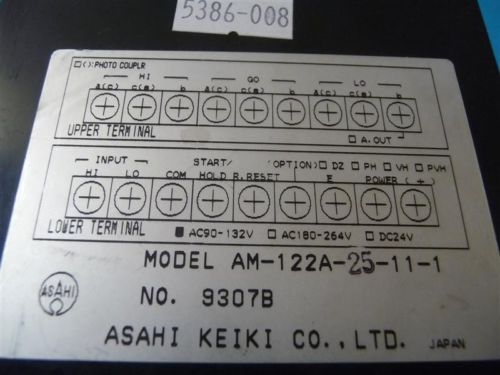 5386-008
□( ):PHOTO COUPLR
HI GO LO
a(c) c(a) b a(c) c(a) b a(c) c(a) b
UPPER TERMINAL □ A.OUT
INPUT START/ (OPTION) □ DZ □ PH □ VH □ PVH
HI LO COM HOLD R.RESET E POWER (+)
LOWER TERMINAL ■ AC90-132V □ AC180-264V □ DC24V
MODEL AM-122A-25-11-1
ASAHI NO. 9307B
ASAHI KEIKI CO.,LTD. JAPAN